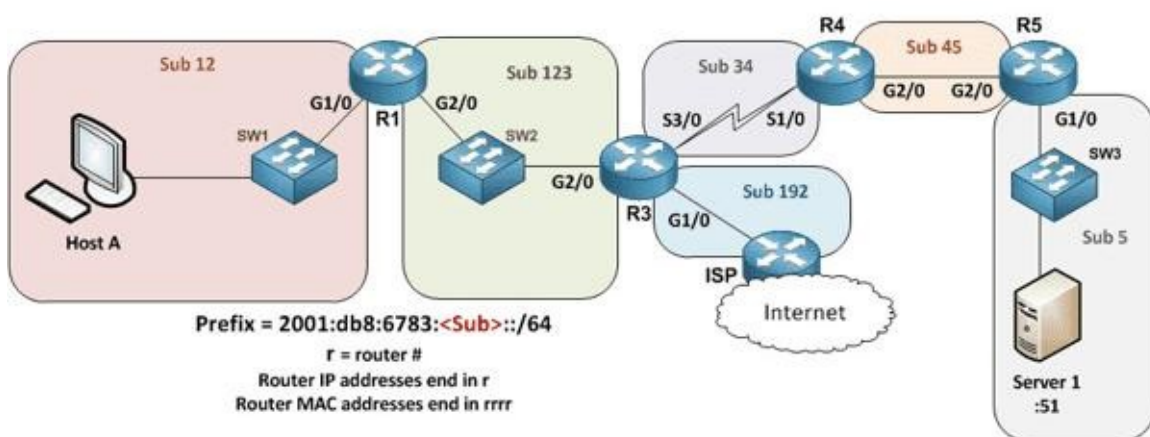 R4
R5
Sub 12
Sub 123
Sub 34
Sub 45
G1/0
R1
G2/0
G2/0
G2/0
G1/0
SW1
SW2
S3/0
S1/0
SW3
G2/0
R3
G1/0
Sub 192
Sub 5
Host A
ISP
Internet
Prefix = 2001:db8:6783:<Sub>::/64
r = router #
Router IP addresses end in r
Router MAC addresses end in rrrr
Server 1
:51